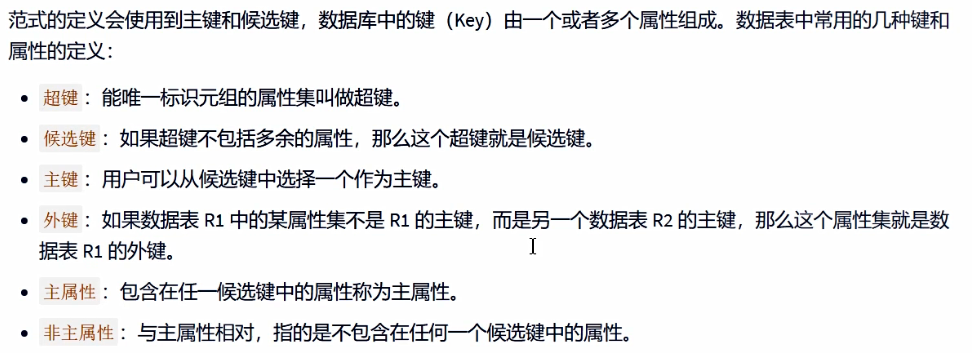 范式的定义会使用到主键和候选键，数据库中的键（Key）由一个或者多个属性组成。数据表中常用的几种键和
属性的定义：
• 超键：能唯一标识元组的属性集叫做超键。
• 候选键：如果超键不包括多余的属性，那么这个超键就是候选键。
• 主键：用户可以从候选键中选择一个作为主键。
• 外键：如果数据表 R1 中的某属性集不是 R1 的主键，而是另一个数据表 R2 的主键，那么这个属性集就是数
据表 R1 的外键。
• 主属性：包含在任一候选键中的属性称为主属性。
• 非主属性：与主属性相对，指的是不包含在任何一个候选键中的属性。